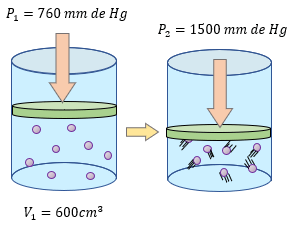 P₁ = 760 mm de Hg
P₂ = 1500 mm de Hg
V₁ = 600cm³